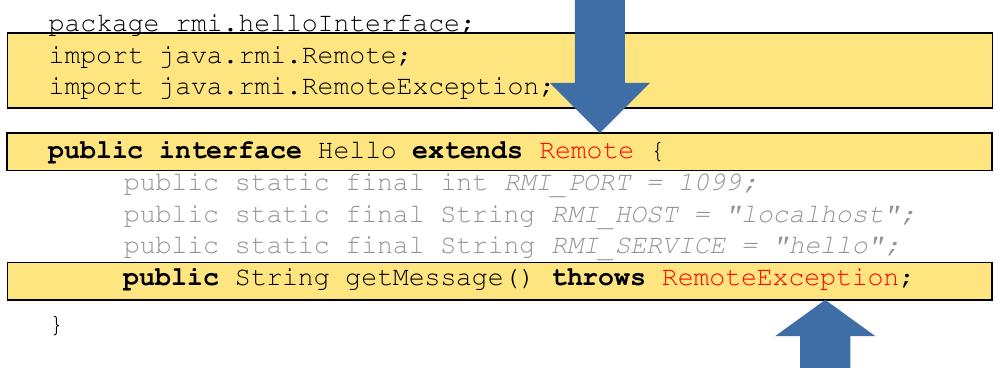 package rmi.helloInterface;
import java.rmi.Remote;
import java.rmi.RemoteException;
public interface Hello extends Remote {
public static final int RMI_PORT = 1099;
public static final String RMI_HOST = "localhost";
public static final String RMI_SERVICE = "hello";
public String getMessage() throws RemoteException;
}